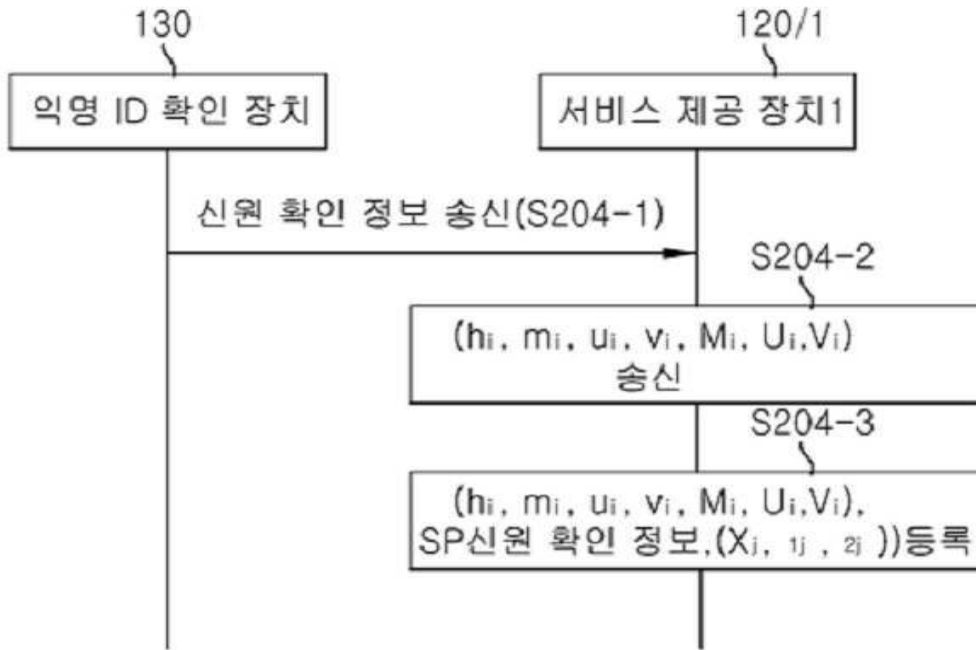 130
120/1
익명 ID 확인 장치
서비스 제공 장치1
신원 확인 정보 송신(S204-1)
S204-2
(hᵢ, mᵢ, uᵢ, vᵢ, Mᵢ, Uᵢ,Vᵢ)
송신
S204-3
(hᵢ, mᵢ, uᵢ, vᵢ, Mᵢ, Uᵢ,Vᵢ),
SP신원 확인 정보,(Xⱼ, ₁ⱼ , ₂ⱼ ))등록